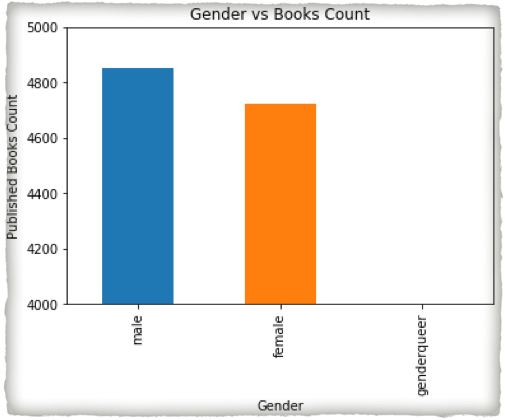 Gender vs Books Count
Published Books Count
5000
4800
4600
4400
4200
4000
male
female
genderqueer
Gender